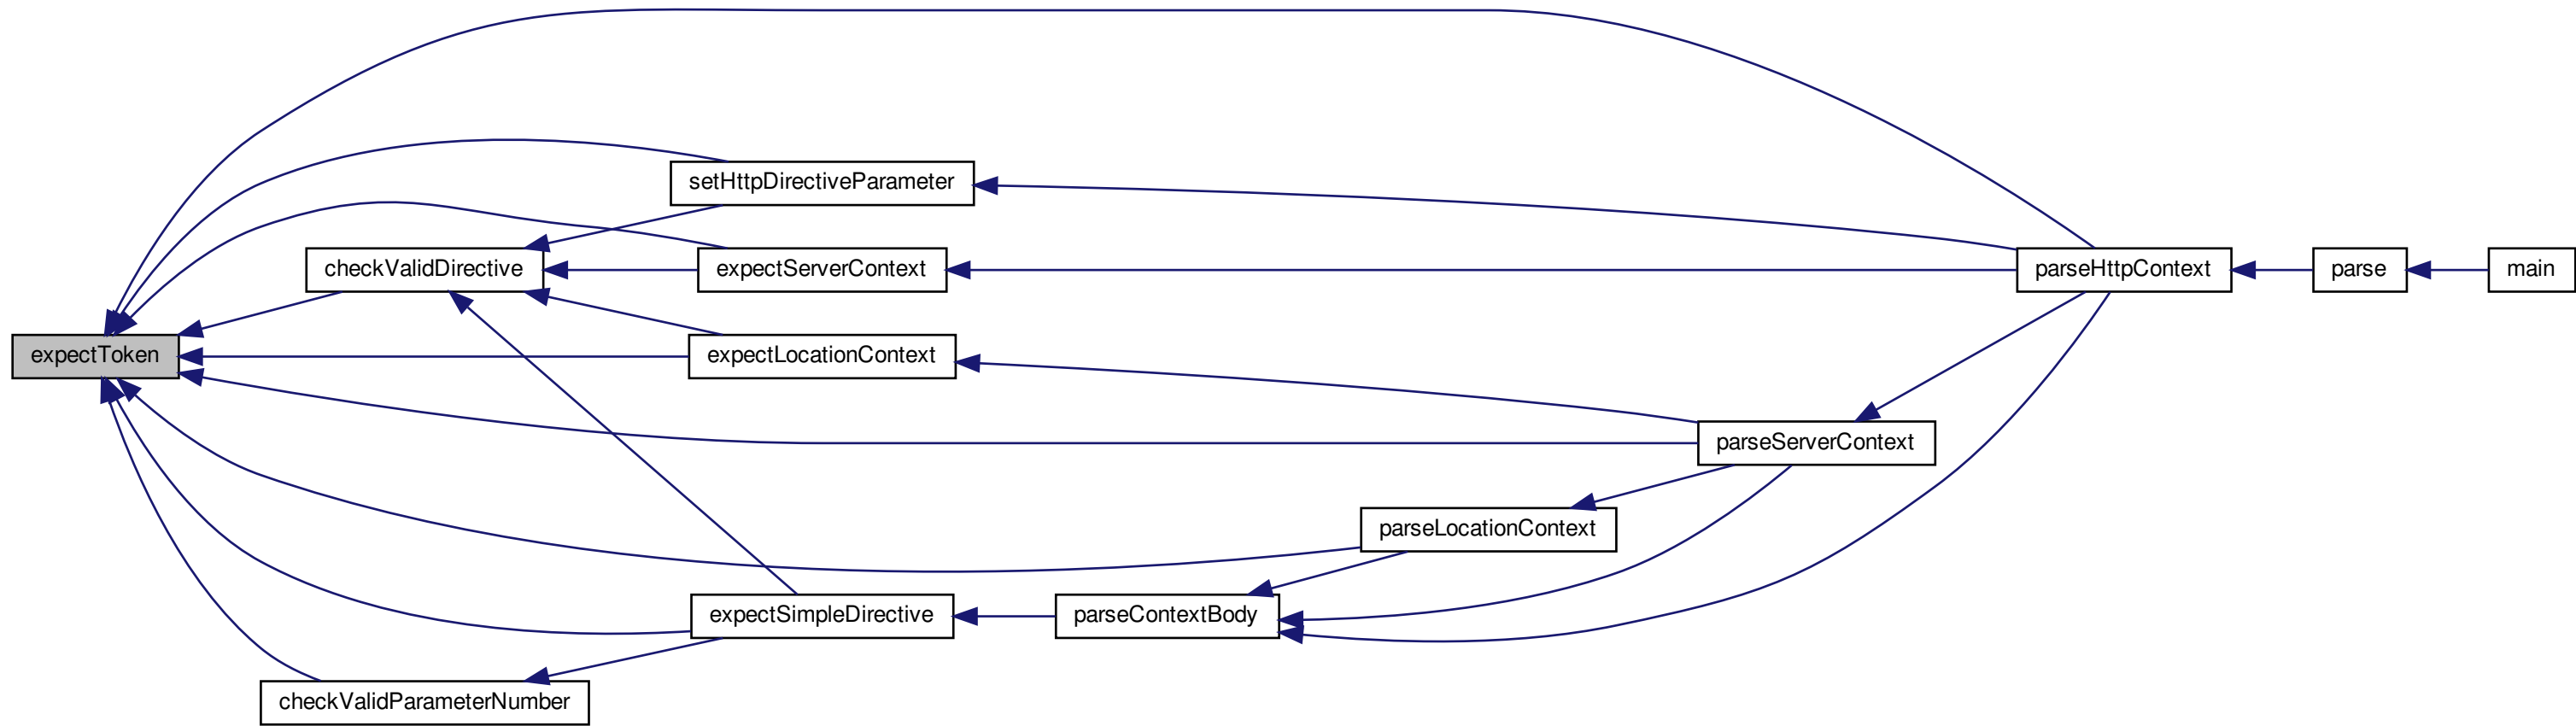 setHttpDirectiveParameter
checkValidDirective
expectServerContext
parseHttpContext
parse
main
expectToken
expectLocationContext
parseServerContext
parseLocationContext
expectSimpleDirective
parseContextBody
checkValidParameterNumber